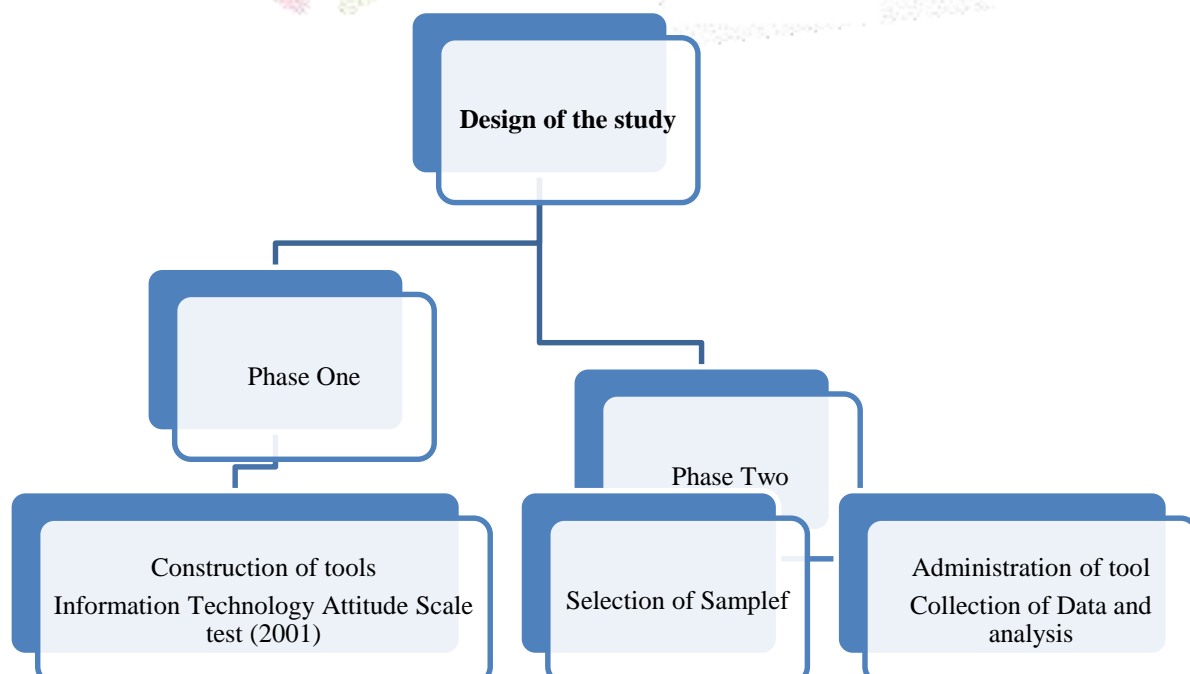 Design of the study
Phase One
Phase Two
Construction of tools
Information Technology Attitude Scale
test (2001)
Selection of Samplef
Administration of tool
Collection of Data and
analysis